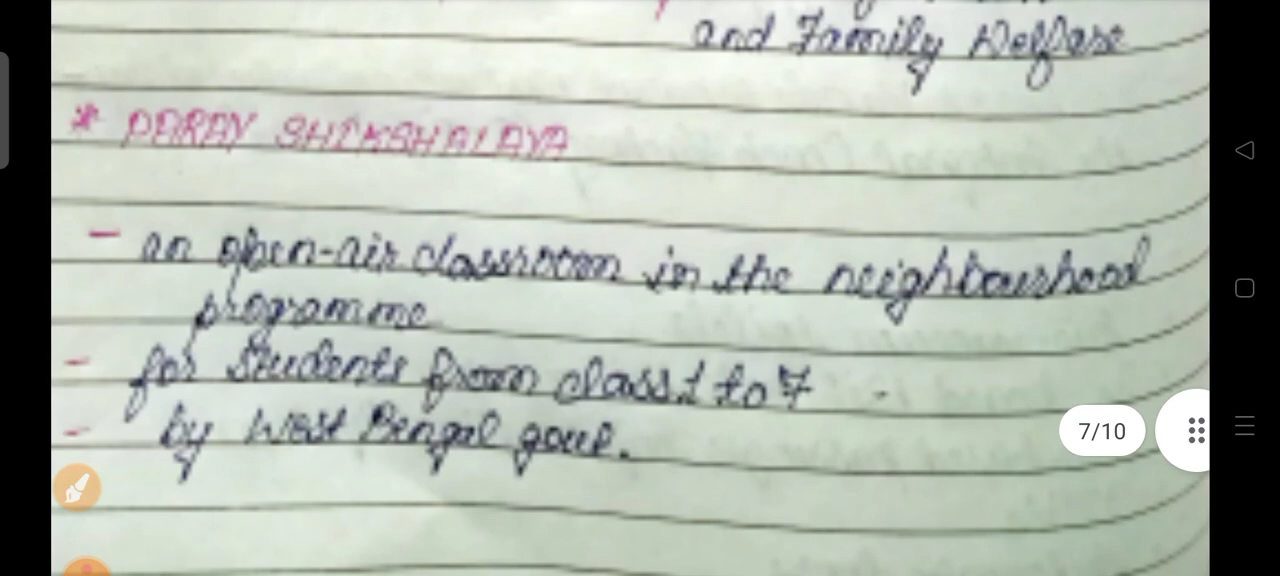 and Family Welfare
* PARAY SHIKSHALAYA
- an open-air classroom in the neighbourhood
programme
- for Students from class 1 to 7
- by West Bengal govt.
7/10